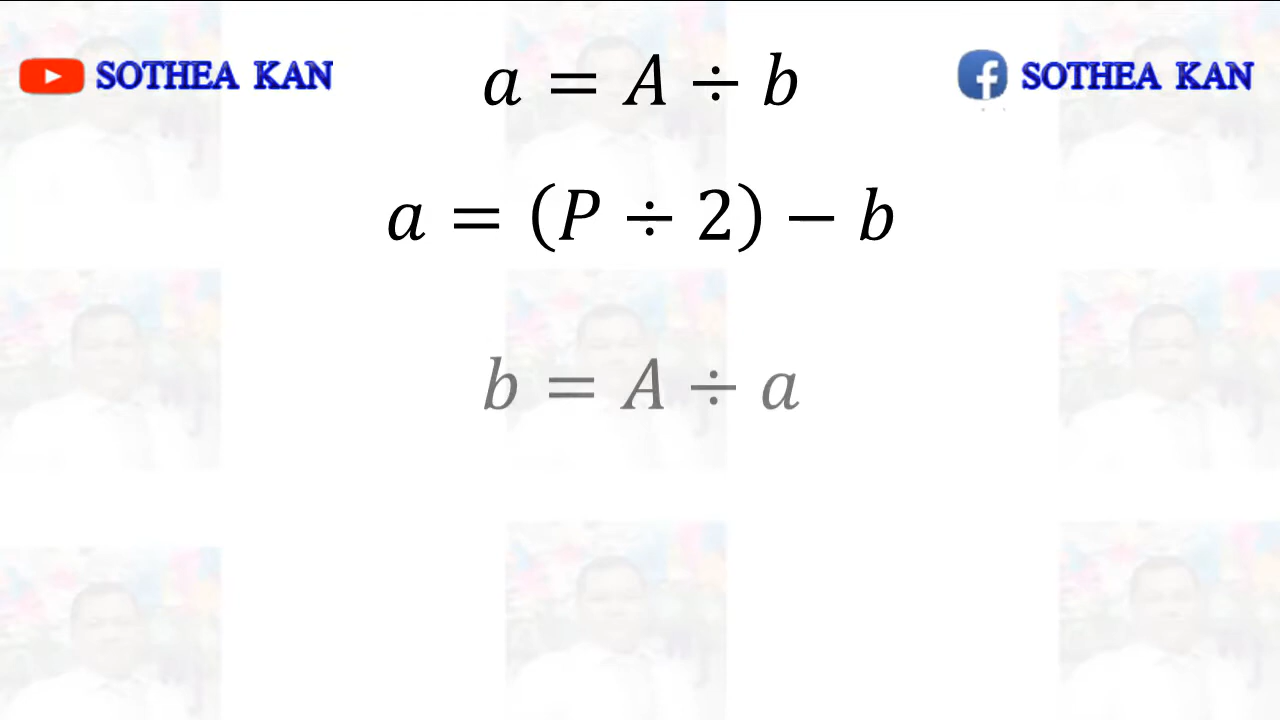 SOTHEA KAN
a = A ÷ b
SOTHEA KAN
a = (P ÷ 2) − b
b = A ÷ a